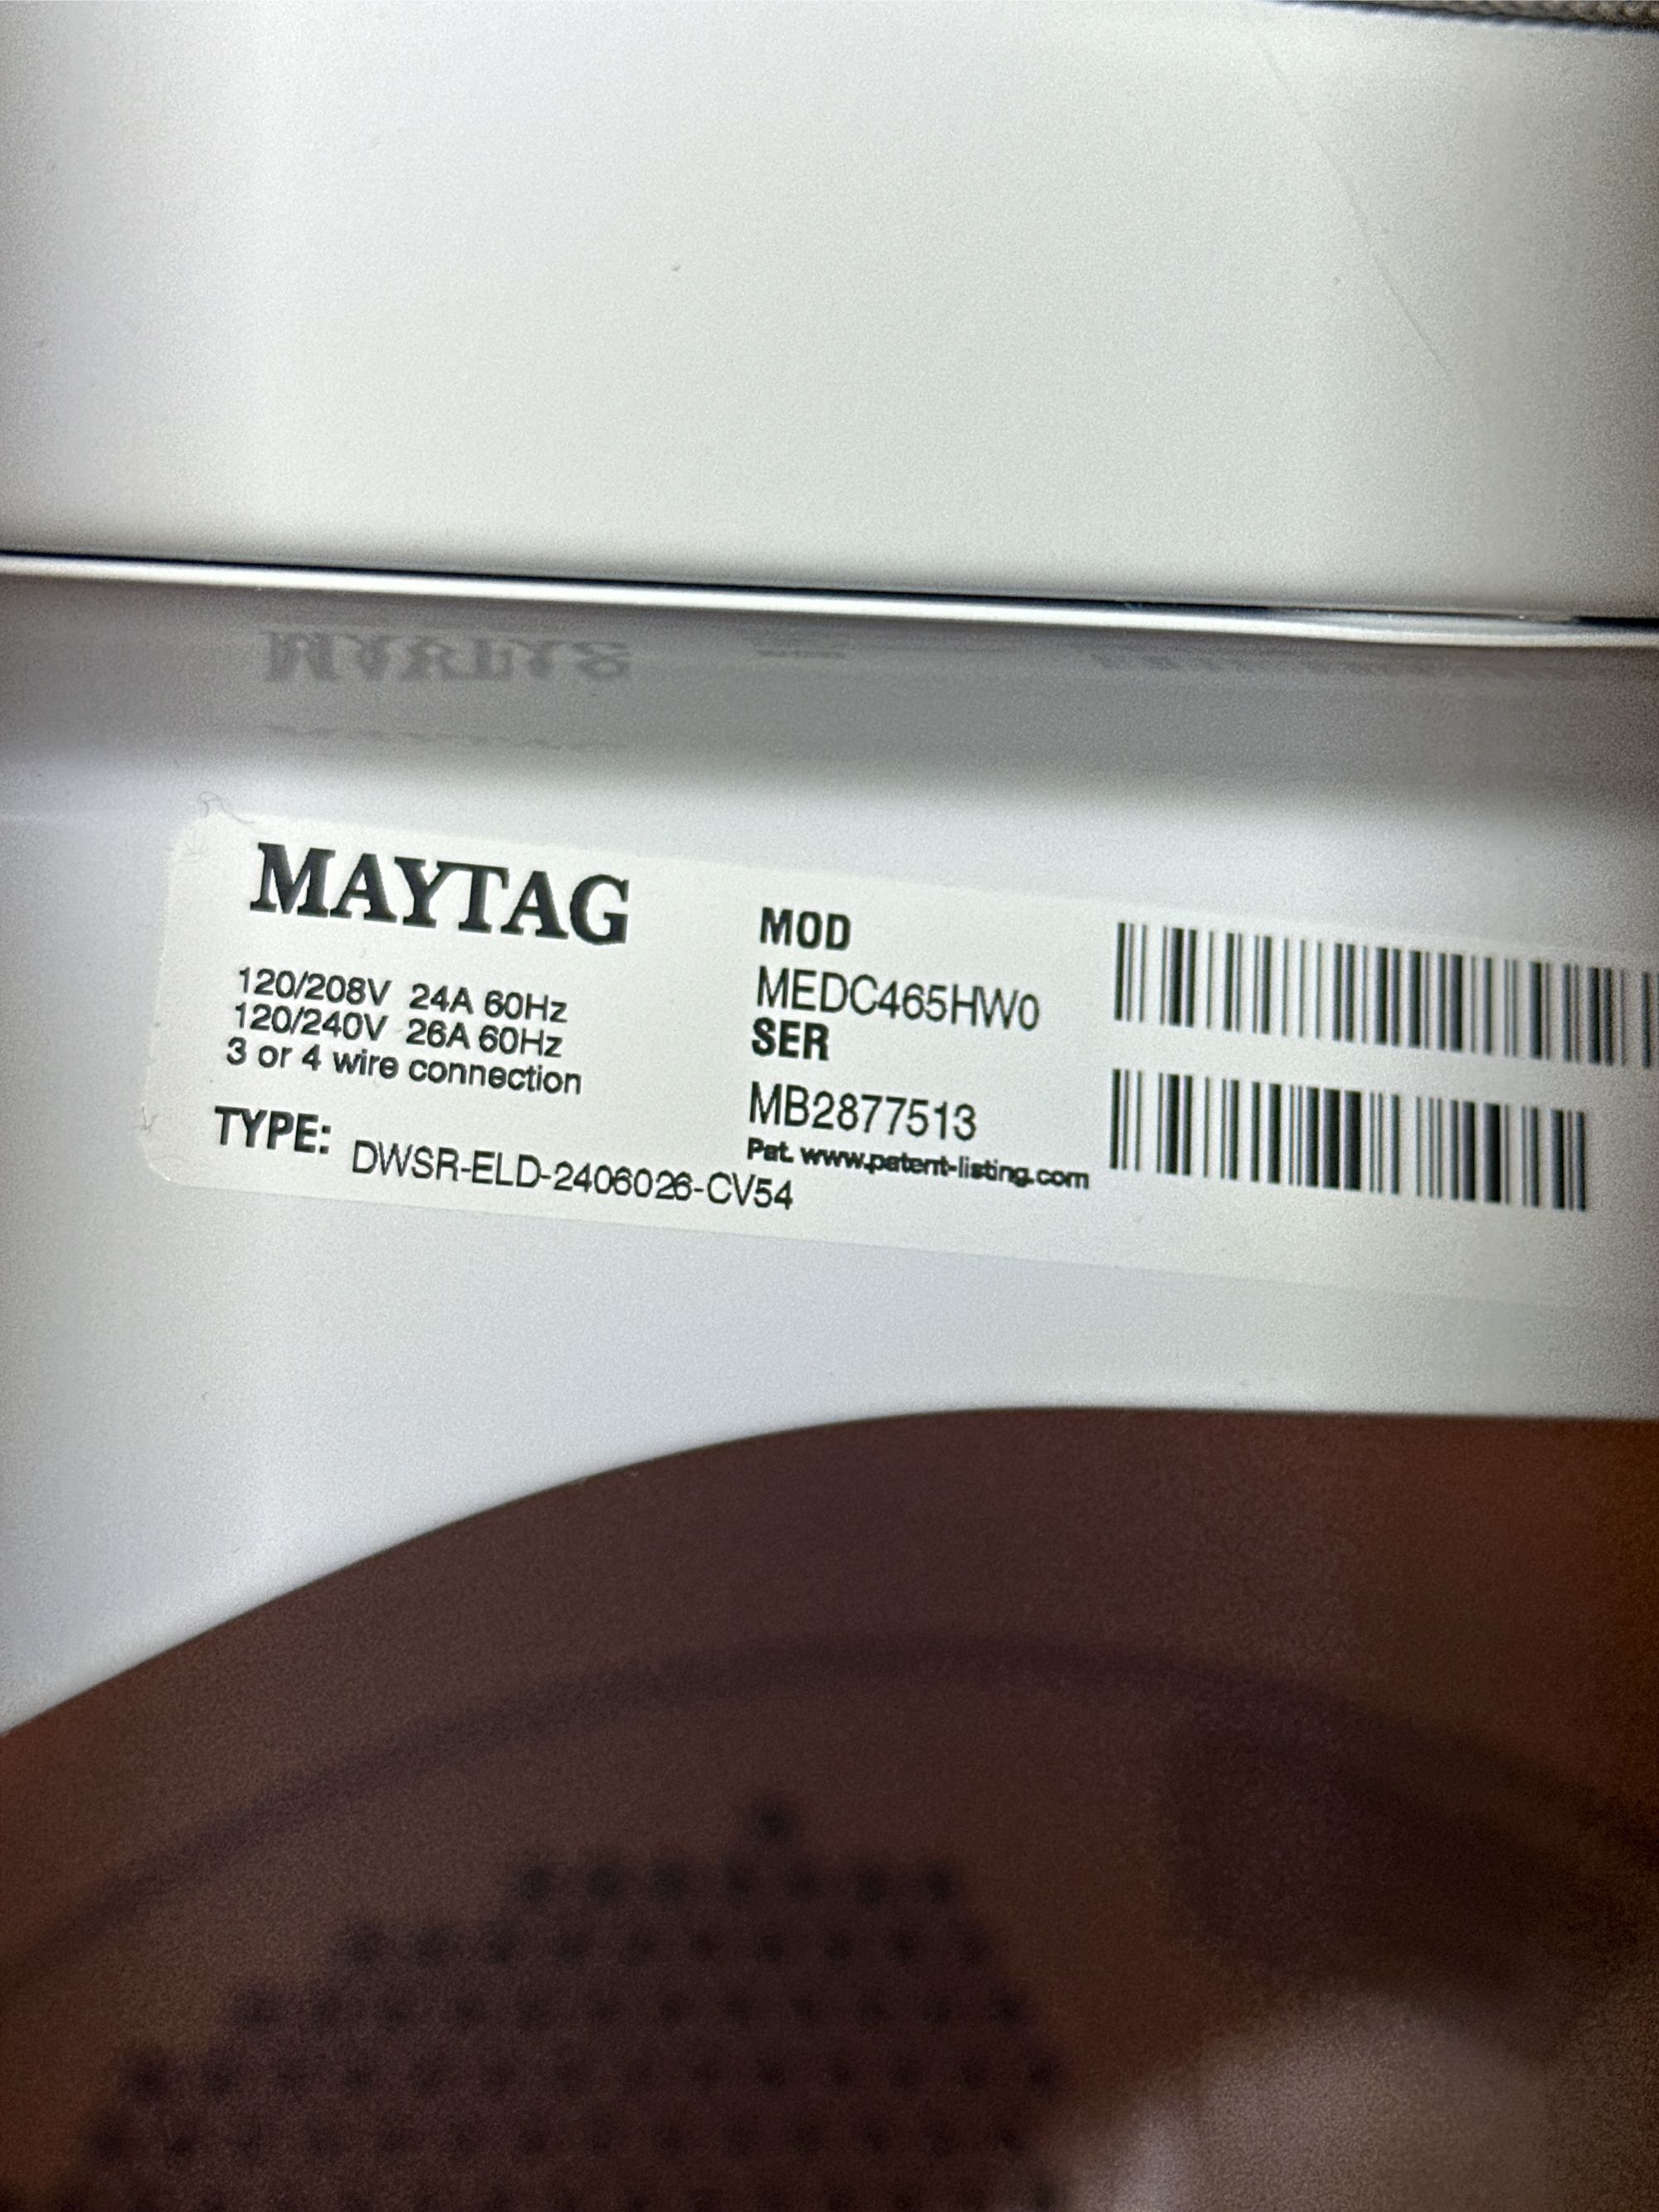 MAYTAG
120/208V 24A 60Hz
120/240V 26A 60Hz
3 or 4 wire connection
TYPE: DWSR-ELD-2406026-CV54
MOD
MEDC465HW0
SER
MB2877513
Pat. www.patent-listing.com